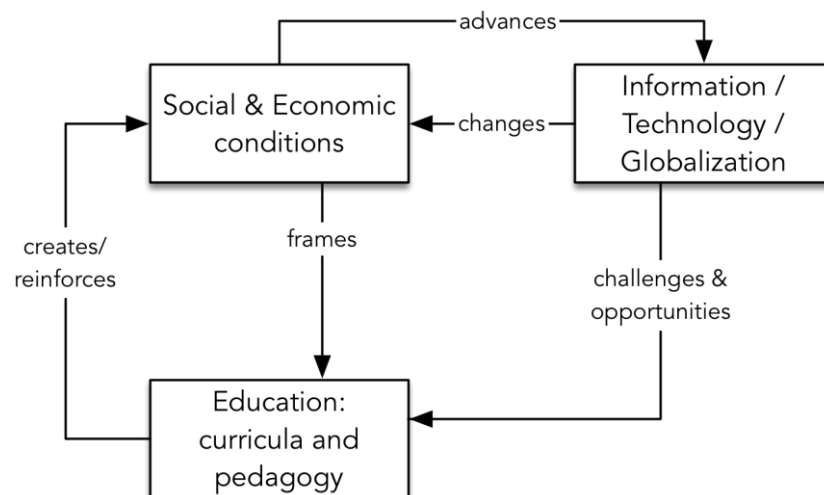 advances
Social & Economic
conditions
changes
Information /
Technology /
Globalization
creates/
reinforces
frames
challenges &
opportunities
Education:
curricula and
pedagogy